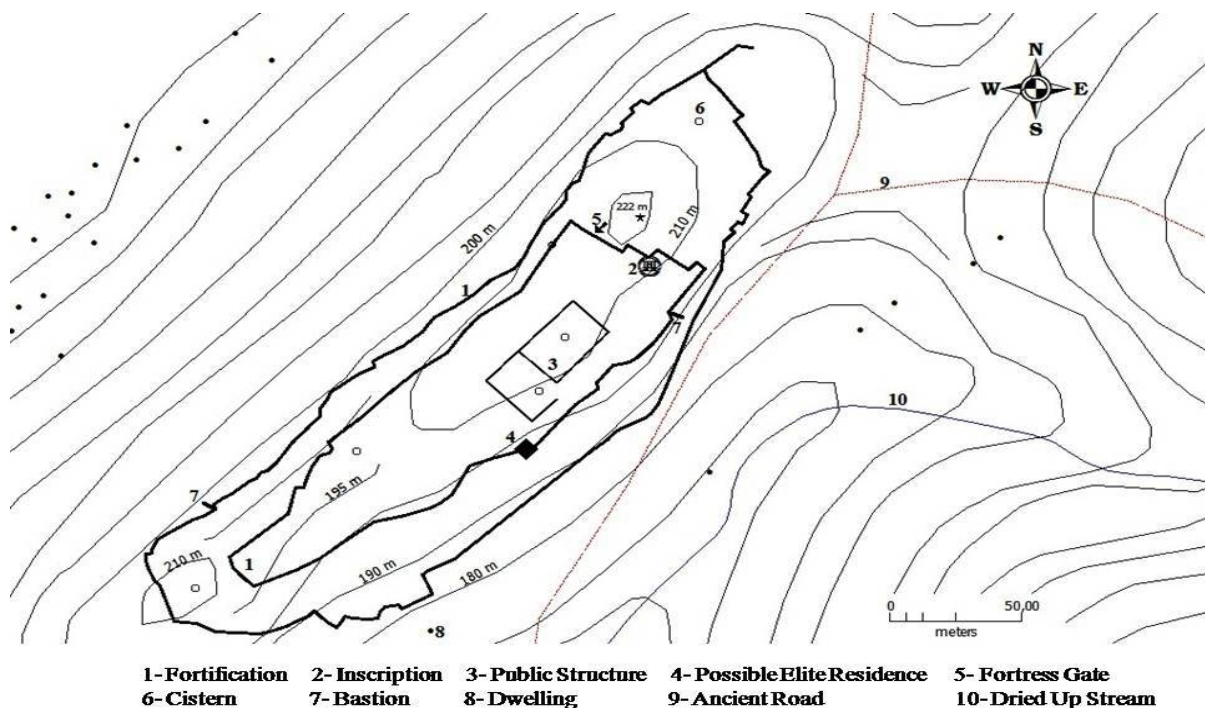 N
W E
S
6
9
222 m
5
210 m
200 m
2
1
7
3
10
4
195 m
7
210 m
1
190 m
180 m
0 50,00
meters
8
1- Fortification 2- Inscription 3- Public Structure 4- Possible Elite Residence 5- Fortress Gate
6- Cistern 7- Bastion 8- Dwelling 9- Ancient Road 10- Dried Up Stream